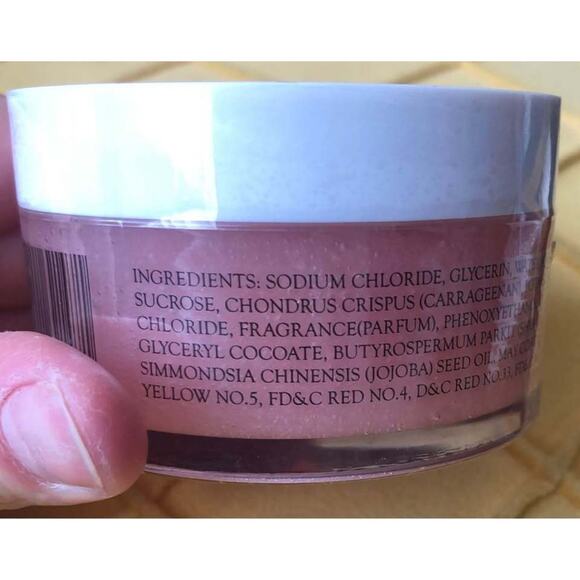 INGREDIENTS: SODIUM CHLORIDE, GLYCERIN,
SUCROSE, CHONDRUS CRISPUS (CARRAGEENAN)
CHLORIDE, FRAGRANCE(PARFUM),
GLYCERYL COCOATE, BUTYROSPERMUM PARKII
SIMMONDSIA CHINENSIS (JOJOBA) SEED OIL, MAY
YELLOW NO.5, FD&C RED NO.4, D&C RED NO.33,